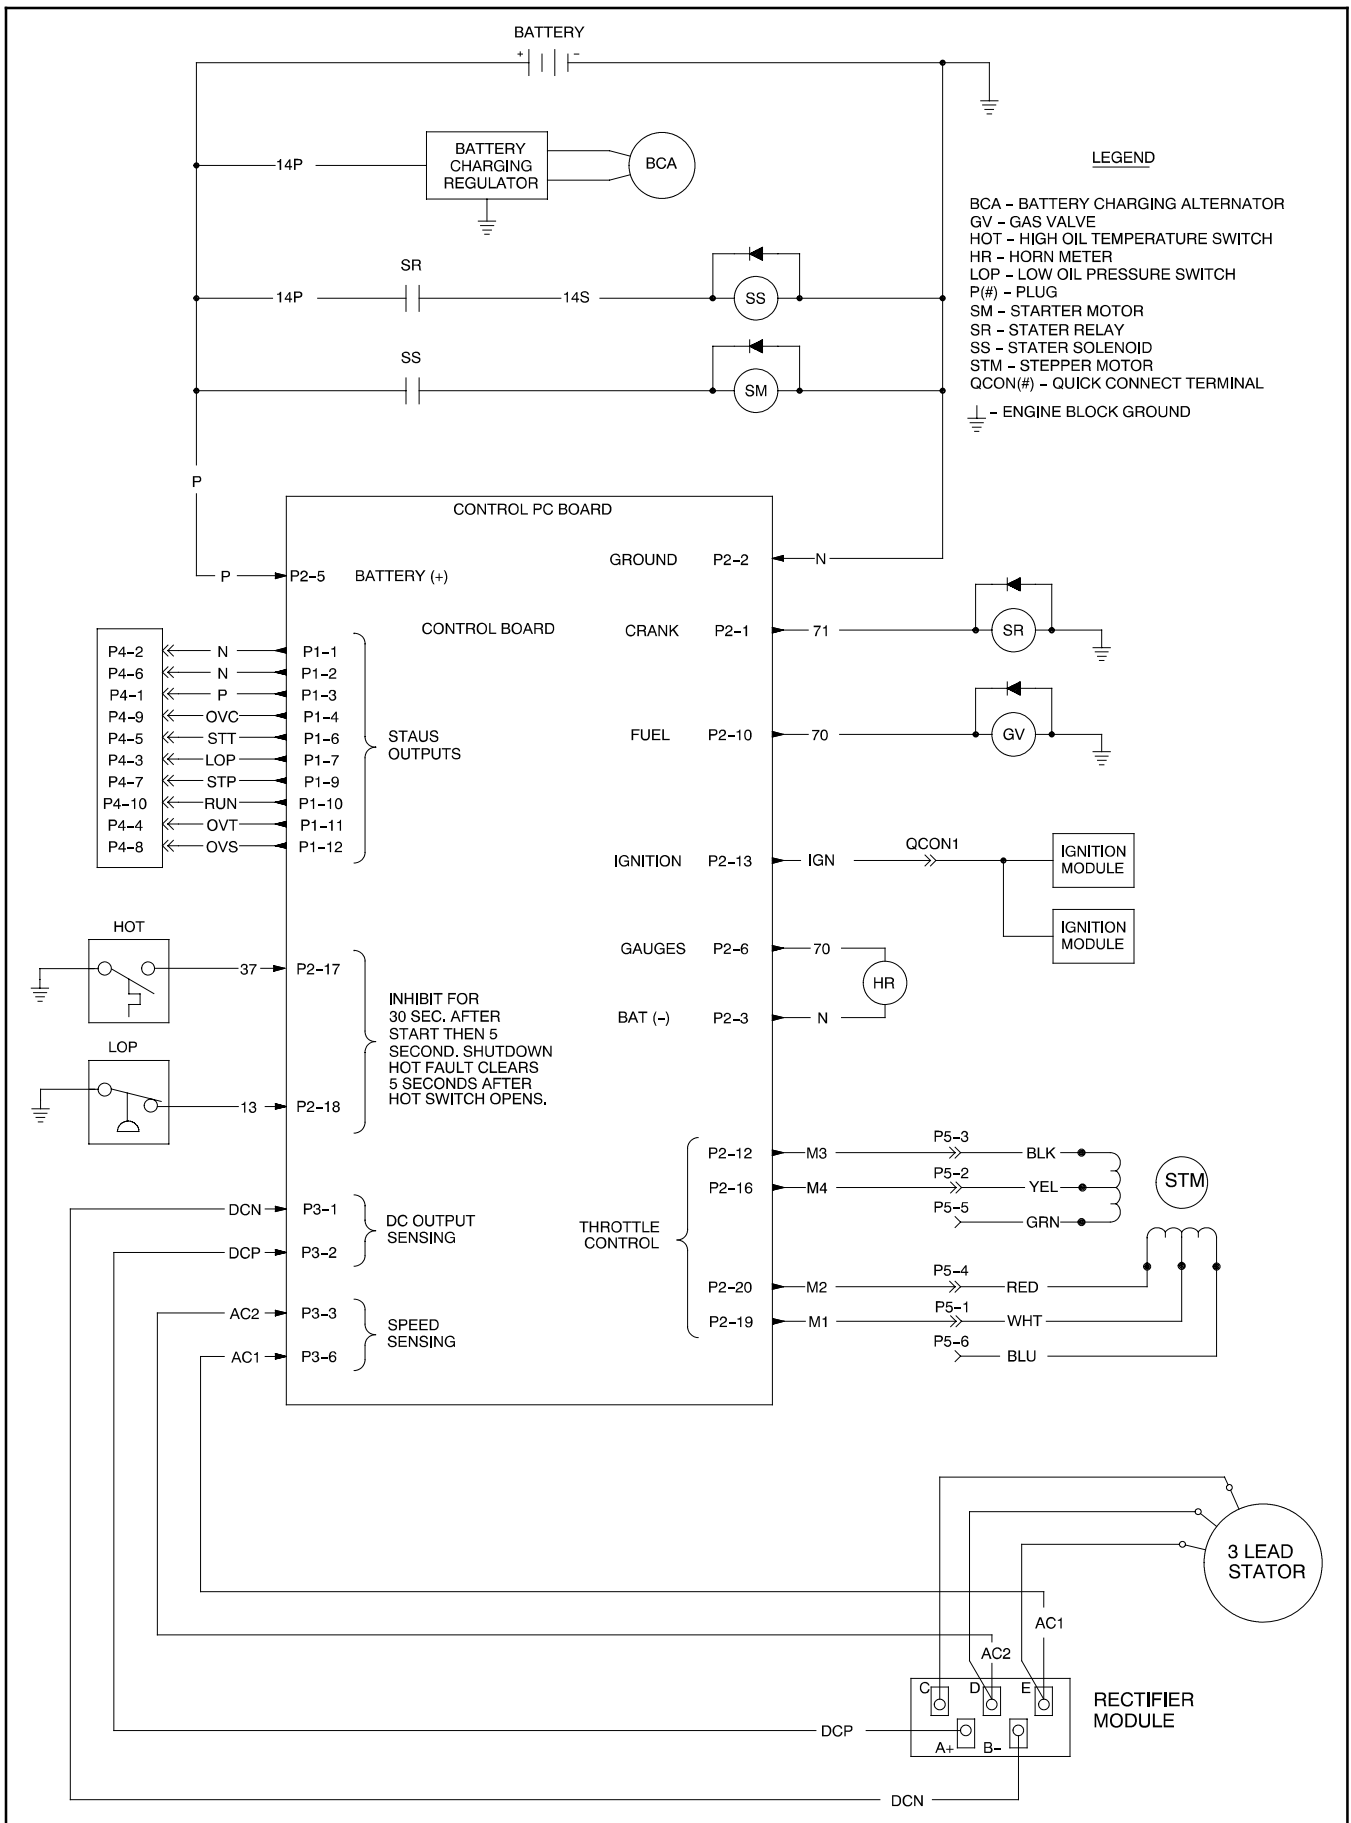 BATTERY
+ -
14P
BATTERY
CHARGING
REGULATOR
BCA
LEGEND
BCA – BATTERY CHARGING ALTERNATOR
GV – GAS VALVE
HOT – HIGH OIL TEMPERATURE SWITCH
HR – HORN METER
LOP – LOW OIL PRESSURE SWITCH
P(#) – PLUG
SM – STARTER MOTOR
SR – STATER RELAY
SS – STATER SOLENOID
STM – STEPPER MOTOR
QCON(#) – QUICK CONNECT TERMINAL
– ENGINE BLOCK GROUND
SR
14P 14S SS
SS
SM
P
CONTROL PC BOARD
GROUND P2–2 N
P P2–5 BATTERY (+)
CONTROL BOARD
CRANK P2–1 71 SR
P4–2 N P1–1
P4–6 N P1–2
P4–1 P P1–3
P4–9 OVC P1–4
P4–5 STT P1–6
P4–3 LOP P1–7
P4–7 STP P1–9
P4–10 RUN P1–10
P4–4 OVT P1–11
P4–8 OVS P1–12
STAUS
OUTPUTS
FUEL P2–10 70 GV
IGNITION P2–13 IGN QCON1
IGNITION
MODULE
IGNITION
MODULE
HOT
37 P2–17
GAUGES P2–6 70
HR
BAT (–) P2–3 N
INHIBIT FOR
30 SEC. AFTER
START THEN 5
SECOND. SHUTDOWN
HOT FAULT CLEARS
5 SECONDS AFTER
HOT SWITCH OPENS.
LOP
13 P2–18
THROTTLE
CONTROL
P2–12 M3 P5–3 BLK
P2–16 M4 P5–2 YEL
P5–5 GRN
STM
P2–20 M2 P5–4 RED
P2–19 M1 P5–1 WHT
P5–6 BLU
DCN P3–1
DCP P3–2
DC OUTPUT
SENSING
AC2 P3–3
AC1 P3–6
SPEED
SENSING
3 LEAD
STATOR
AC1
AC2
C D E
A+ B–
RECTIFIER
MODULE
DCP
DCN